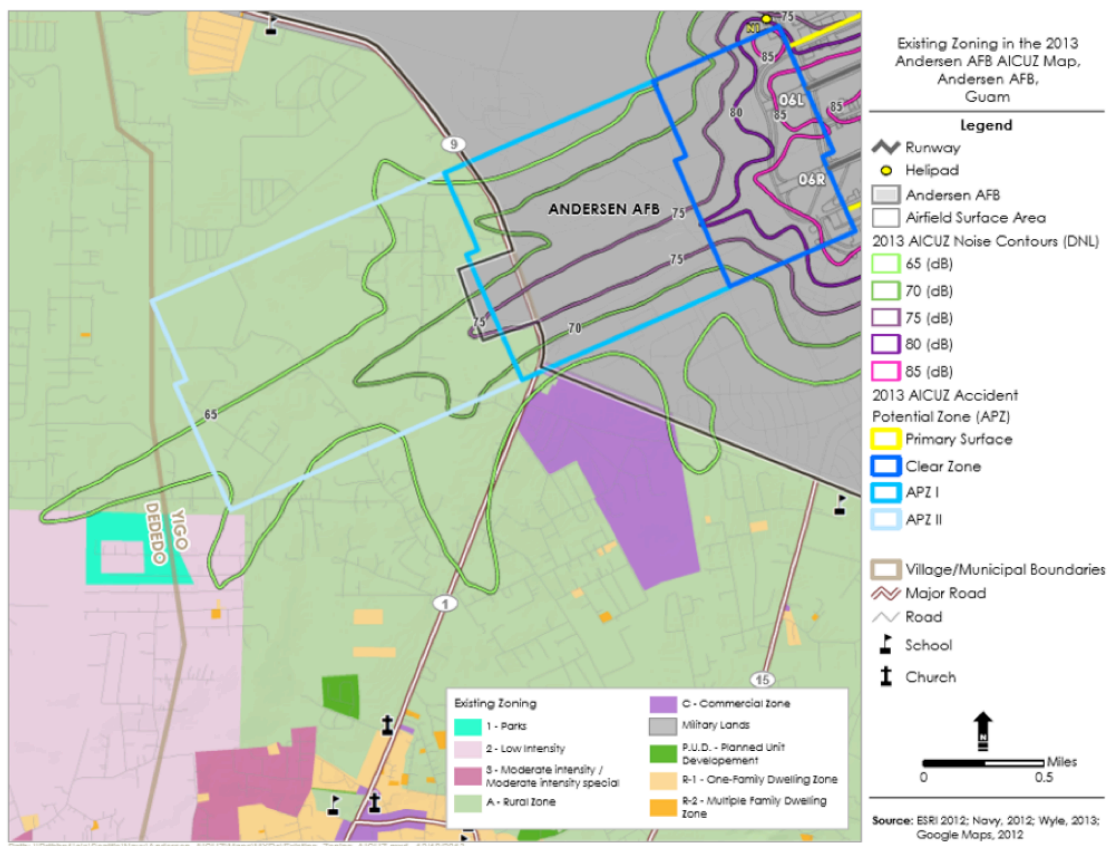 Existing Zoning in the 2013
Andersen AFB AICUZ Map,
Andersen AFB,
Guam
Legend
Runway
Helipad
Andersen AFB
Airfield Surface Area
2013 AICUZ Noise Contours (DNL)
65 (dB)
70 (dB)
75 (dB)
80 (dB)
85 (dB)
2013 AICUZ Accident
Potential Zone (APZ)
Primary Surface
Clear Zone
APZ I
APZ II
Village/Municipal Boundaries
Major Road
Road
School
Church
N
0 0.5 Miles
Source: ESRI 2012; Navy, 2012; Wyle, 2013;
Google Maps, 2012
75
N1
85
06L
80
85
85
9
06R
ANDERSEN AFB
75
75
75
70
65
YIGO
DEDEDO
1
15
Existing Zoning
1 - Parks
2 - Low Intensity
3 - Moderate intensity /
Moderate intensity special
A - Rural Zone
C - Commercial Zone
Military Lands
P.U.D. - Planned Unit
Developement
R-1 - One-Family Dwelling Zone
R-2 - Multiple Family Dwelling
Zone